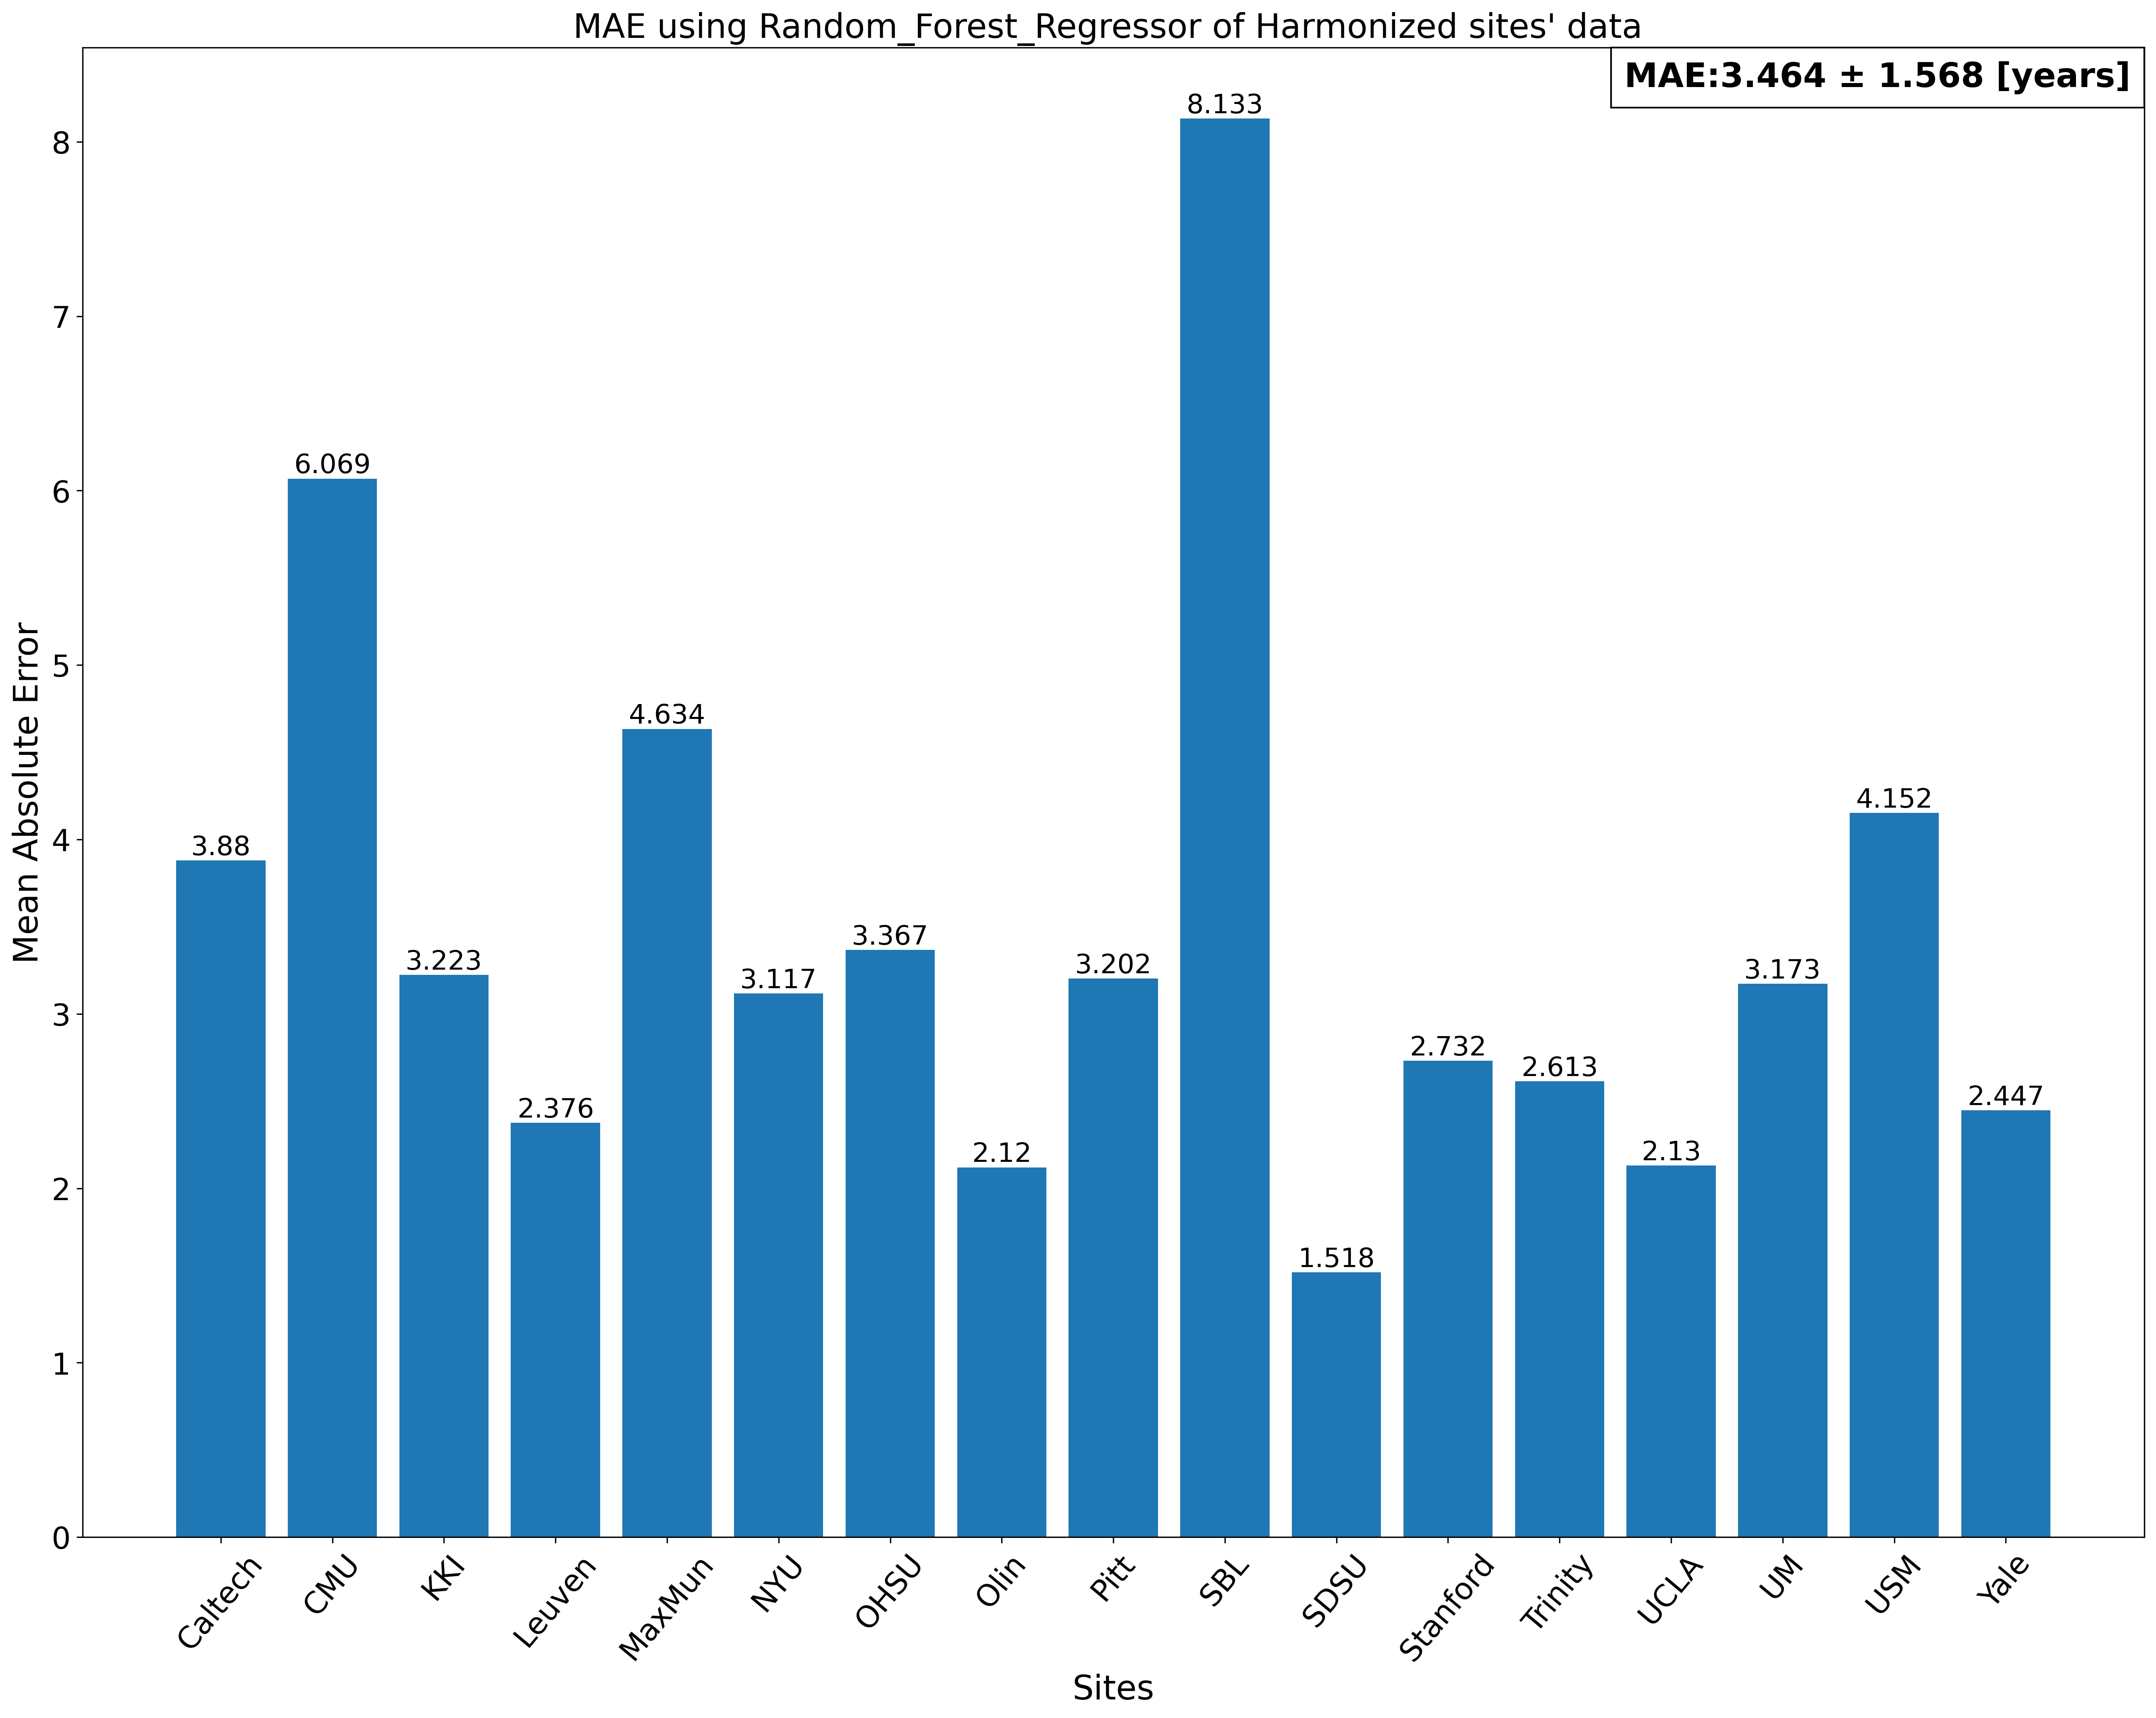 MAE using Random_Forest_Regressor of Harmonized sites' data
MAE:3.464 ± 1.568 [years]
Mean Absolute Error
8
7
6
5
4
3
2
1
0
3.88
6.069
3.223
2.376
4.634
3.117
3.367
2.12
3.202
8.133
1.518
2.732
2.613
2.13
3.173
4.152
2.447
Caltech
CMU
KKI
Leuven
MaxMun
NYU
OHSU
Olin
Pitt
SBL
SDSU
Stanford
Trinity
UCLA
UM
USM
Yale
Sites